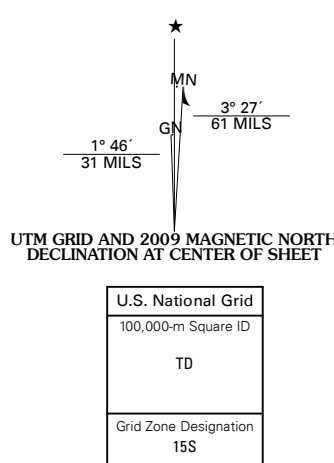 MN
3° 27´
61 MILS
GN
1° 46´
31 MILS
UTM GRID AND 2009 MAGNETIC NORTH
DECLINATION AT CENTER OF SHEET
U.S. National Grid
100,000-m Square ID
TD
Grid Zone Designation
15S